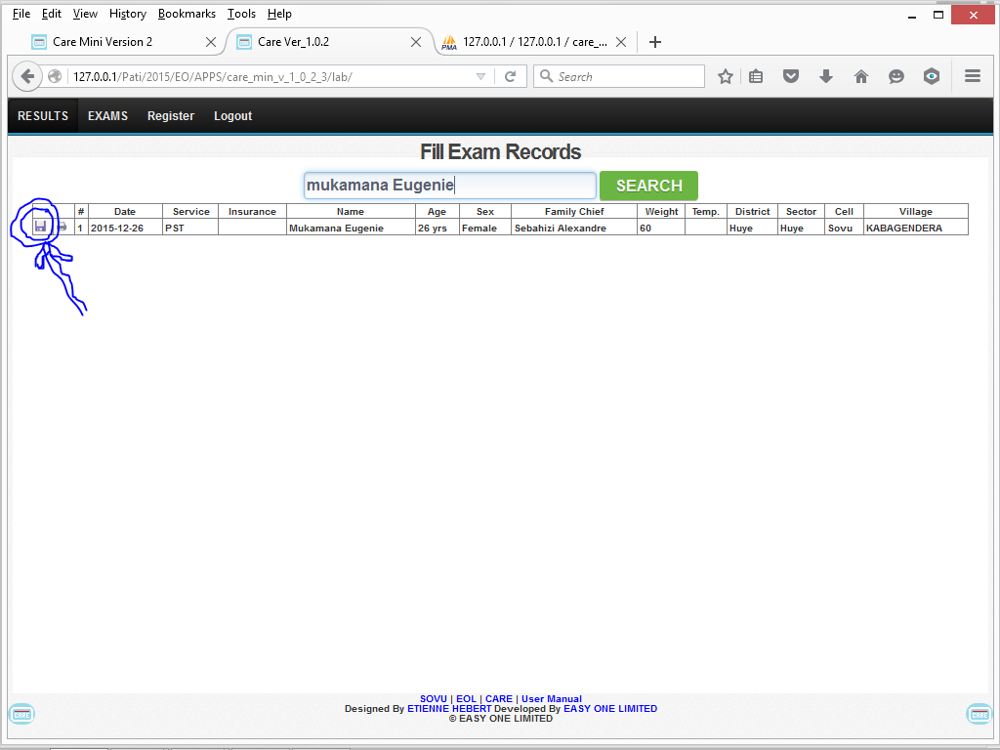 File Edit View History Bookmarks Tools Help
Care Mini Version 2 Care Ver_1.0.2 PMA 127.0.0.1 / 127.0.0.1 / care_...
127.0.0.1/Pati/2015/EO/APPS/care_min_v_1_0_2_3/lab/ Search
RESULTS EXAMS Register Logout
Fill Exam Records
mukamana Eugenie SEARCH
# Date Service Insurance Name Age Sex Family Chief Weight Temp. District Sector Cell Village
1 2015-12-26 PST Mukamana Eugenie 26 yrs Female Sebahizi Alexandre 60 Huye Huye Sovu KABAGENDERA
SOVU | EOL | CARE | User Manual
CARE Designed By ETIENNE HEBERT Developed By EASY ONE LIMITED CARE
© EASY ONE LIMITED